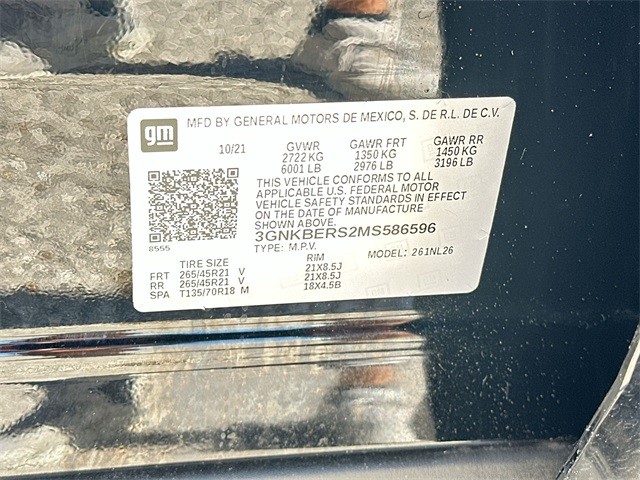 gm
MFD BY GENERAL MOTORS DE MEXICO, S. DE R.L. DE C.V.
10/21 GVWR GAWR FRT GAWR RR
2722 KG 1350 KG 1450 KG
6001 LB 2976 LB 3196 LB
THIS VEHICLE CONFORMS TO ALL
APPLICABLE U.S. FEDERAL MOTOR
VEHICLE SAFETY STANDARDS IN EFFECT
ON THE DATE OF MANUFACTURE
SHOWN ABOVE.
3GNKBERS2MS586596
8555 TYPE: M.P.V. MODEL: 261NL26
TIRE SIZE RIM
FRT 265/45R21 V 21X8.5J
RR 265/45R21 V 21X8.5J
SPA T135/70R18 M 18X4.5B